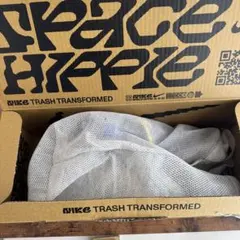 SPACE
HIPPIE
NIKE TRASH TRANSFORMED
NIKE TRASH TRANSFORMED